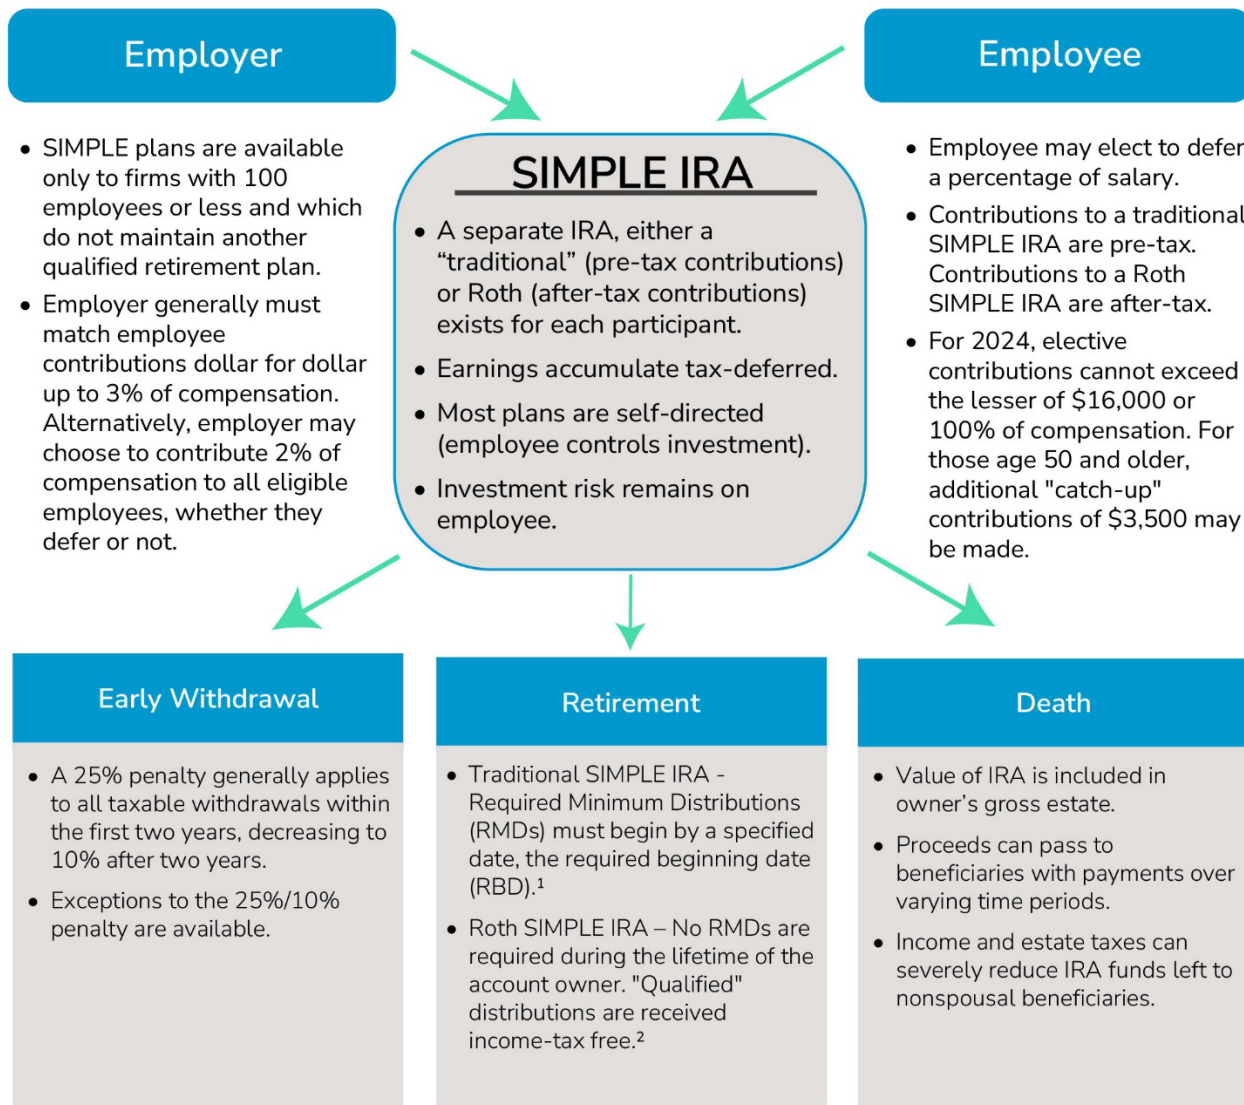 Employer
• SIMPLE plans are available
only to firms with 100
employees or less and which
do not maintain another
qualified retirement plan.
• Employer generally must
match employee
contributions dollar for dollar
up to 3% of compensation.
Alternatively, employer may
choose to contribute 2% of
compensation to all eligible
employees, whether they
defer or not.
SIMPLE IRA
• A separate IRA, either a
“traditional” (pre-tax contributions)
or Roth (after-tax contributions)
exists for each participant.
• Earnings accumulate tax-deferred.
• Most plans are self-directed
(employee controls investment).
• Investment risk remains on
employee.
Employee
• Employee may elect to defer
a percentage of salary.
• Contributions to a traditional
SIMPLE IRA are pre-tax.
Contributions to a Roth
SIMPLE IRA are after-tax.
• For 2024, elective
contributions cannot exceed
the lesser of $16,000 or
100% of compensation. For
those age 50 and older,
additional "catch-up"
contributions of $3,500 may
be made.
Early Withdrawal
• A 25% penalty generally applies
to all taxable withdrawals within
the first two years, decreasing to
10% after two years.
• Exceptions to the 25%/10%
penalty are available.
Retirement
• Traditional SIMPLE IRA -
Required Minimum Distributions
(RMDs) must begin by a specified
date, the required beginning date
(RBD).¹
• Roth SIMPLE IRA – No RMDs are
required during the lifetime of the
account owner. "Qualified"
distributions are received
income-tax free.²
Death
• Value of IRA is included in
owner’s gross estate.
• Proceeds can pass to
beneficiaries with payments over
varying time periods.
• Income and estate taxes can
severely reduce IRA funds left to
nonspousal beneficiaries.